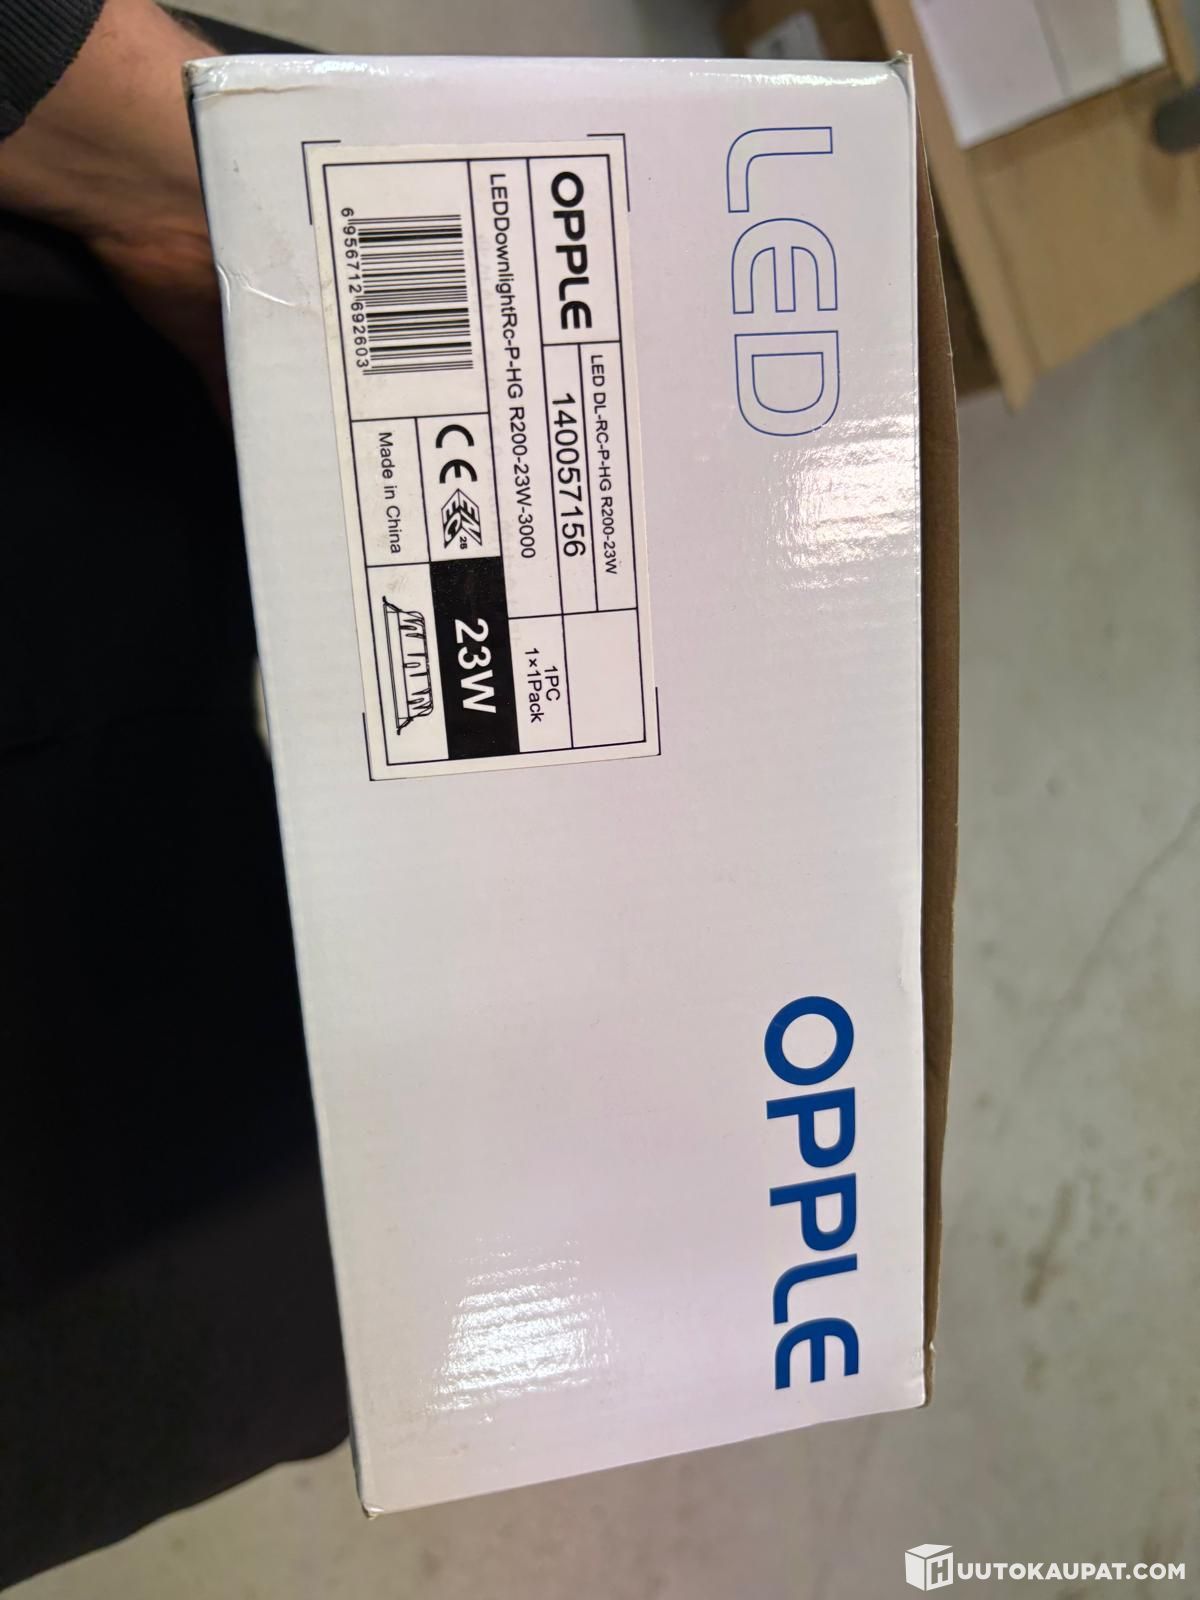 LED
OPPLE
OPPLE
LED DL-RC-P-HG R200-23W
140057156
LEDDownlightRc-P-HG R200-23W-3000
1PC
1×1Pack
6 956712 692603
CE
25
23W
Made in China
HUUTOKAUPAT.COM